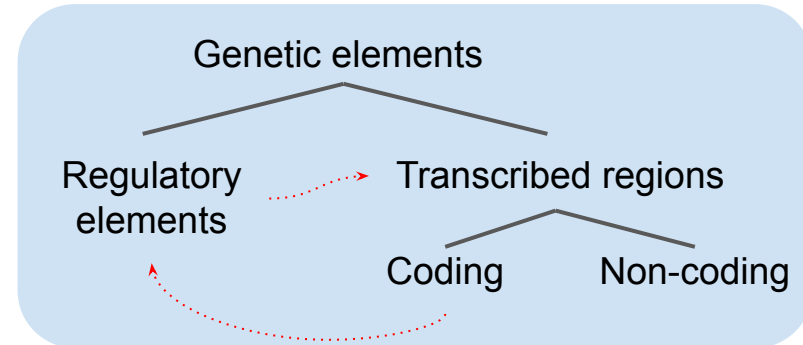 Genetic elements
Regulatory
elements
Transcribed regions
Coding
Non-coding